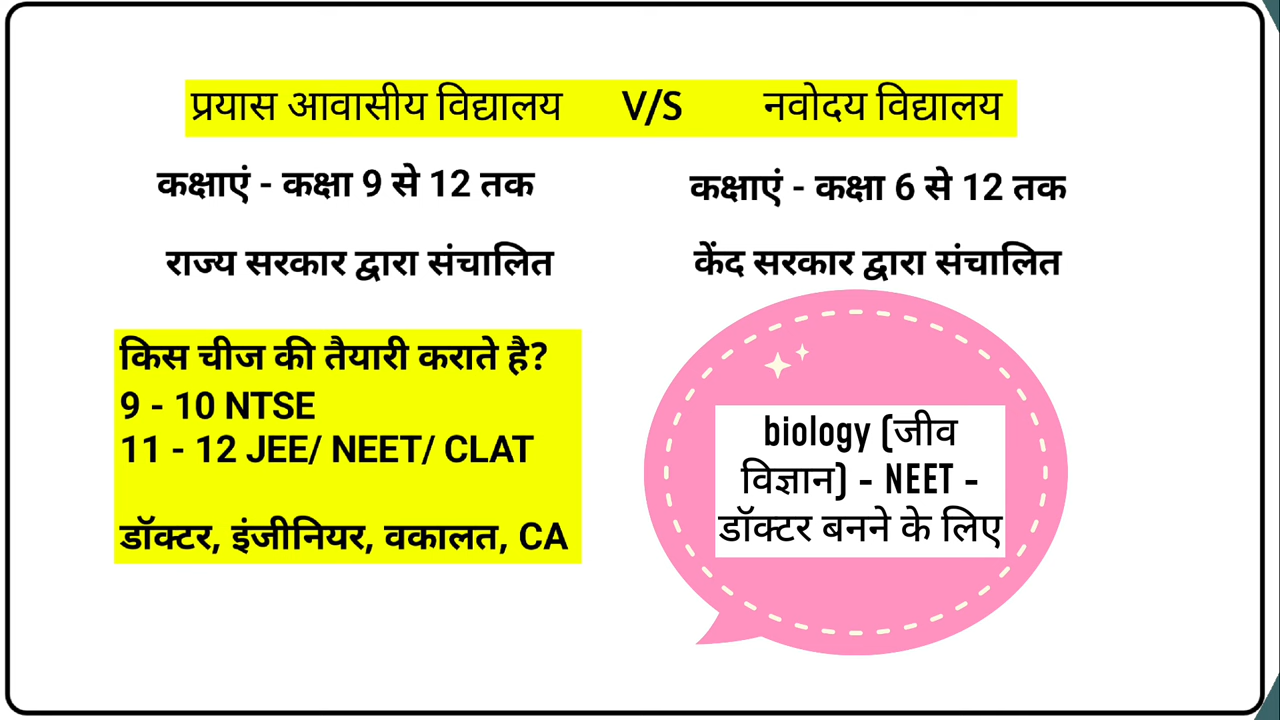 प्रयास आवासीय विद्यालय V/S नवोदय विद्यालय
कक्षाएं - कक्षा 9 से 12 तक
कक्षाएं - कक्षा 6 से 12 तक
राज्य सरकार द्वारा संचालित
केंद सरकार द्वारा संचालित
किस चीज की तैयारी कराते है?
9 - 10 NTSE
11 - 12 JEE/ NEET/ CLAT
डॉक्टर, इंजीनियर, वकालत, CA
biology (जीव
विज्ञान) - NEET -
डॉक्टर बनने के लिए